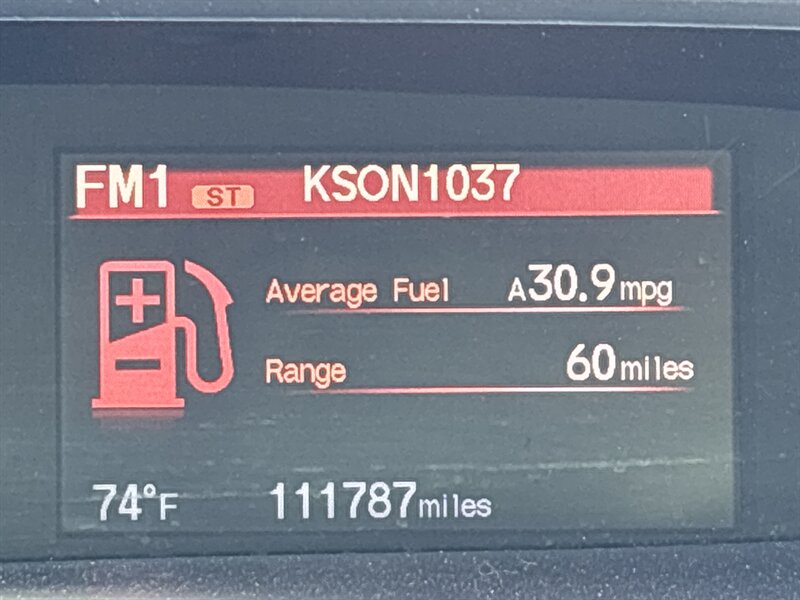 FM1 ST KSON1037
Average Fuel A30.9mpg
Range 60miles
74°F 111787miles